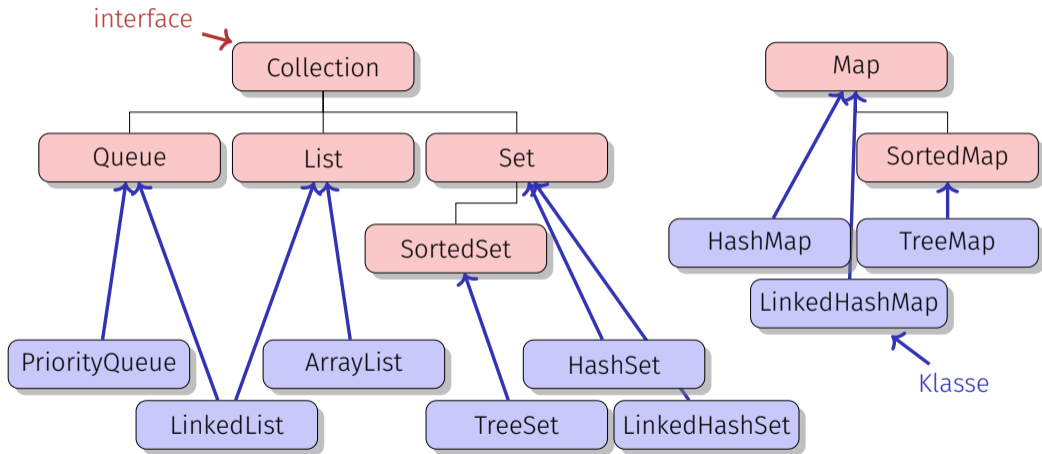 interface
Collection
Map
Queue
List
Set
SortedMap
SortedSet
HashMap
TreeMap
LinkedHashMap
PriorityQueue
ArrayList
HashSet
Klasse
LinkedList
TreeSet
LinkedHashSet